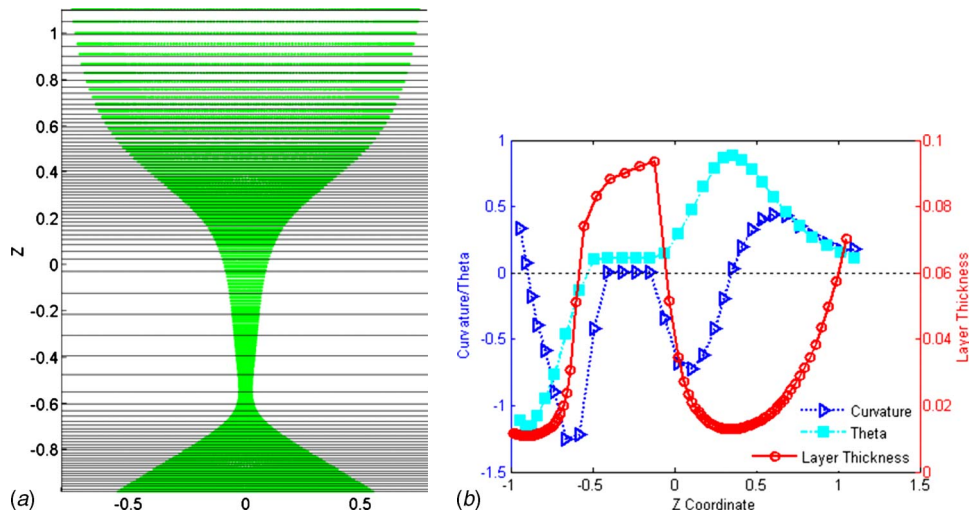 1
0.8
0.6
0.4
0.2
0
-0.2
-0.4
-0.6
-0.8
z
-0.5 0 0.5
(a)
1
0.5
0
-0.5
-1
-1.5
Curvature/Theta
0.1
0.08
0.06
0.04
0.02
0
Layer Thickness
Curvature
Theta
Layer Thickness
-1 -0.5 0 0.5 1 1.5
Z Coordinate
(b)